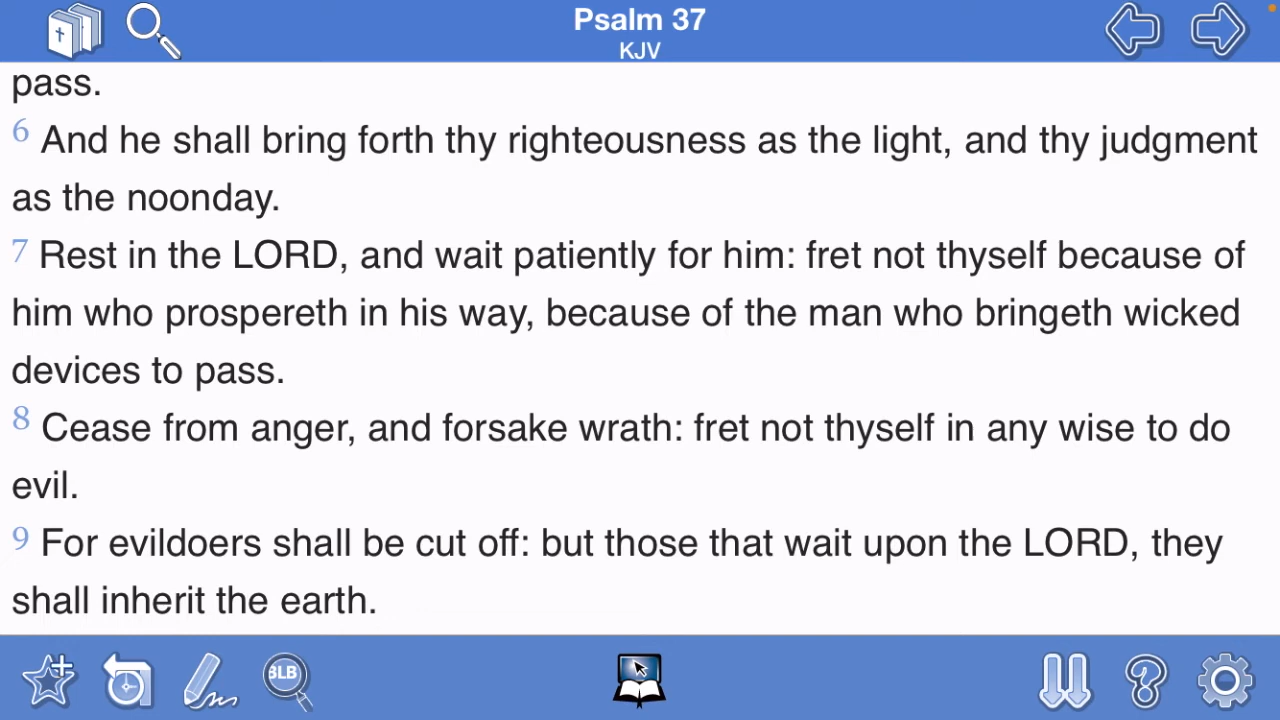 Psalm 37
KJV
pass.
6 And he shall bring forth thy righteousness as the light, and thy judgment
as the noonday.
7 Rest in the LORD, and wait patiently for him: fret not thyself because of
him who prospereth in his way, because of the man who bringeth wicked
devices to pass.
8 Cease from anger, and forsake wrath: fret not thyself in any wise to do
evil.
9 For evildoers shall be cut off: but those that wait upon the LORD, they
shall inherit the earth.
BLB